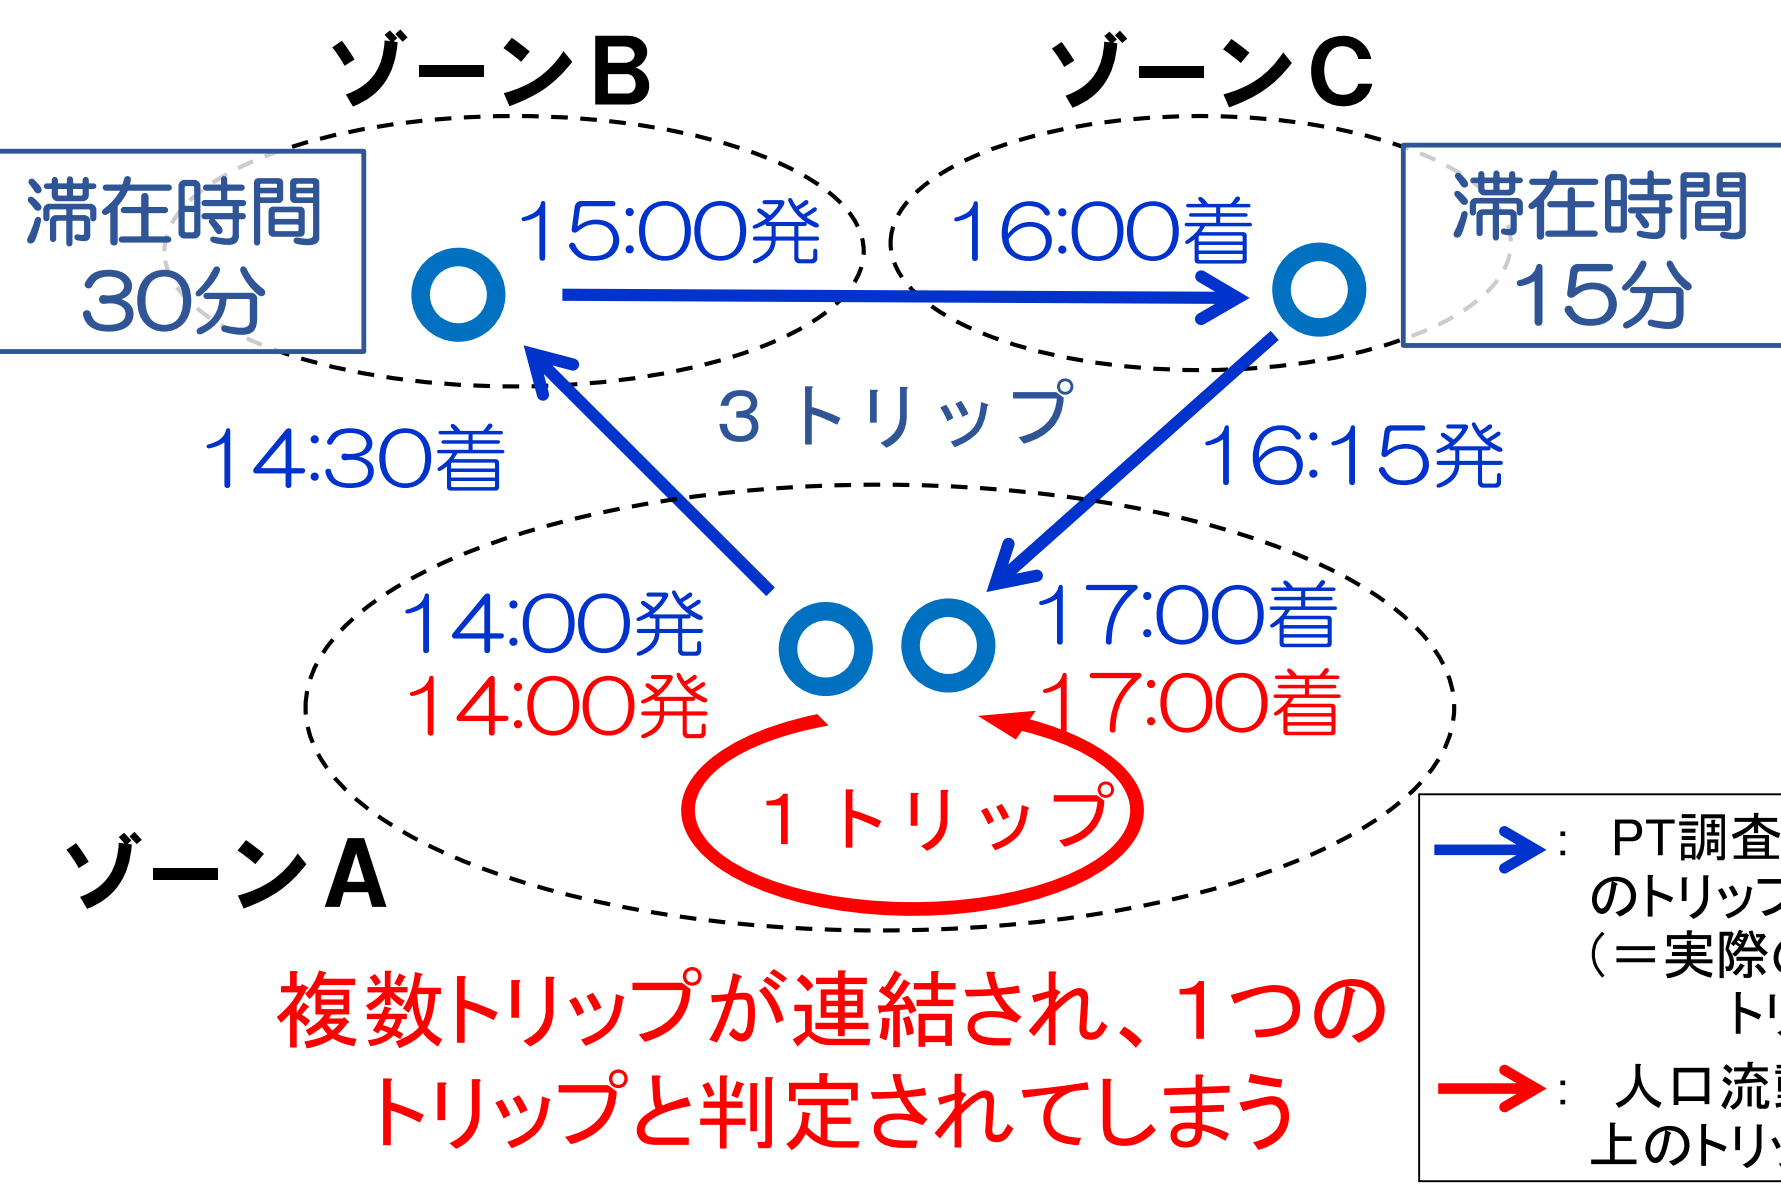 ゾーンB
ゾーンC
滞在時間
30分
15:00発
16:00着
滞在時間
15分
3トリップ
14:30着
16:15発
14:00発
17:00着
14:00発
17:00着
1トリップ
ゾーンA
： PT調査
のトリップ
（＝実際の
トリ
： 人口流動
上のトリッ
複数トリップが連結され、1つの
トリップと判定されてしまう